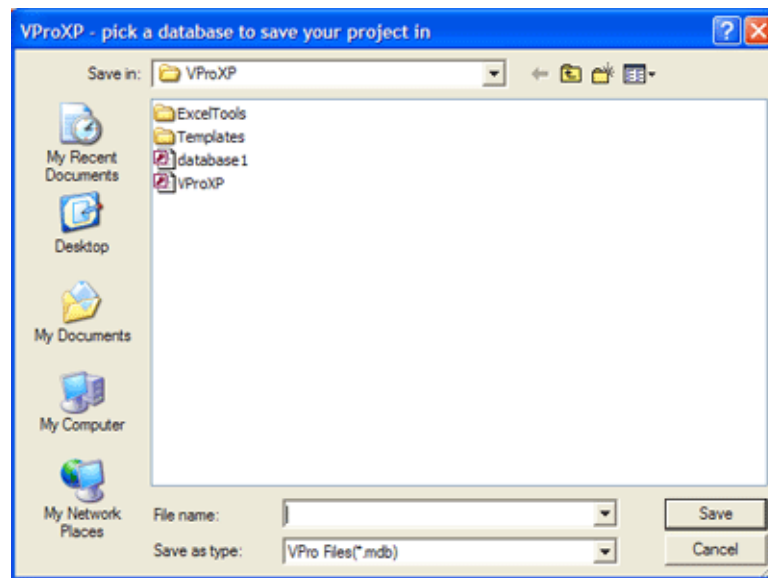 VProXP - pick a database to save your project in
Save in:
VProXP
ExcelTools
Templates
database1
VProXP
My Recent
Documents
Desktop
My Documents
My Computer
My Network
Places
File name:
Save
Save as type:
VPro Files(*.mdb)
Cancel